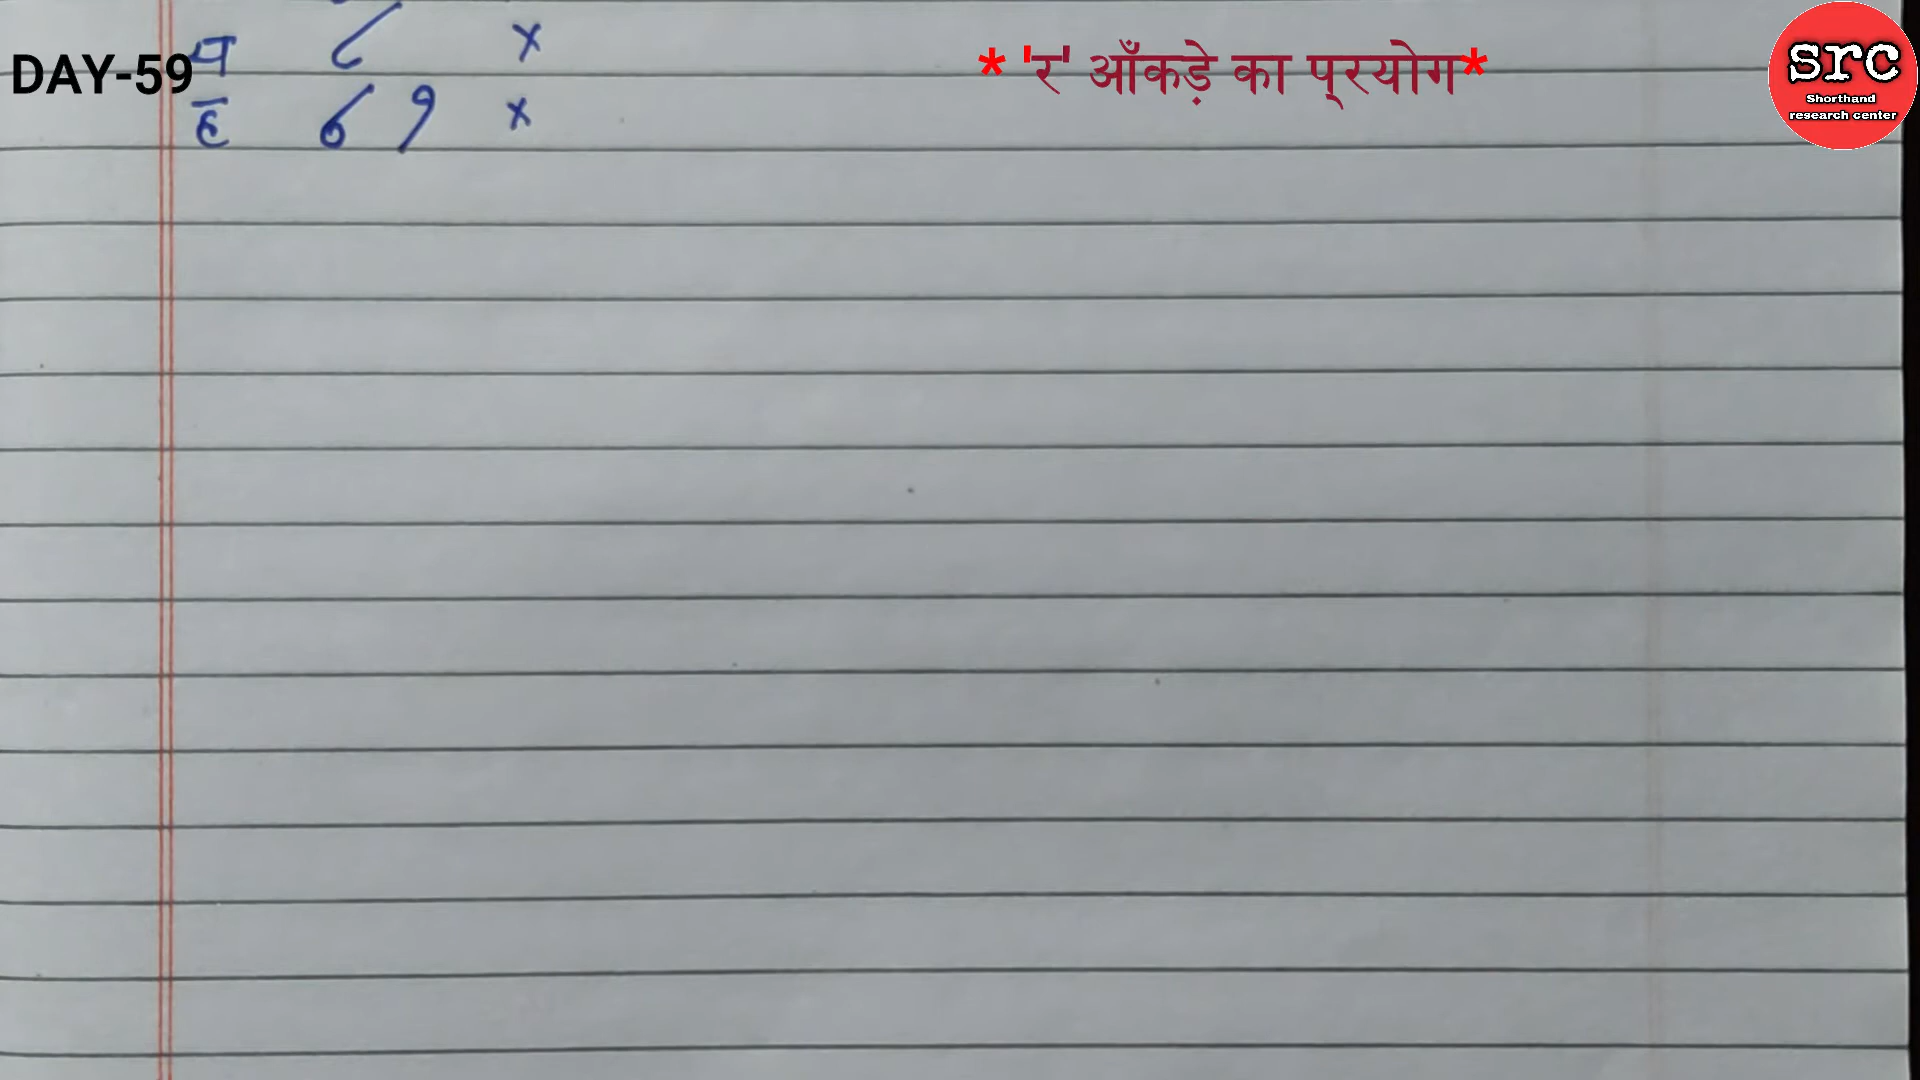 DAY-59
* 'र' आँकड़े का प्रयोग*
src
Shorthand
research center
य ×
ह ×